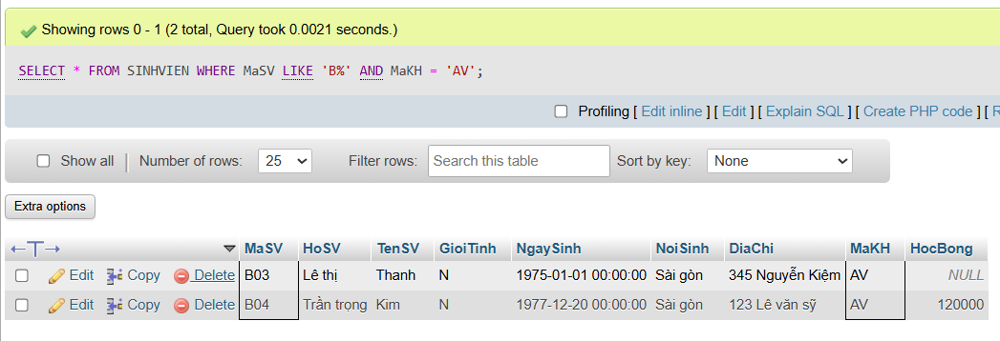 Showing rows 0 - 1 (2 total, Query took 0.0021 seconds.)
SELECT * FROM SINHVIEN WHERE MaSV LIKE 'B%' AND MaKH = 'AV';
Profiling [ Edit inline ] [ Edit ] [ Explain SQL ] [ Create PHP code ] [ R
Show all Number of rows: 25 Filter rows: Search this table Sort by key: None
Extra options
←T→ MaSV HoSV TenSV GioiTinh NgaySinh NoiSinh DiaChi MaKH HocBong
Edit Copy Delete B03 Lê thị Thanh N 1975-01-01 00:00:00 Sài gòn 345 Nguyễn Kiệm AV NULL
Edit Copy Delete B04 Trần trọng Kim N 1977-12-20 00:00:00 Sài gòn 123 Lê văn sỹ AV 120000